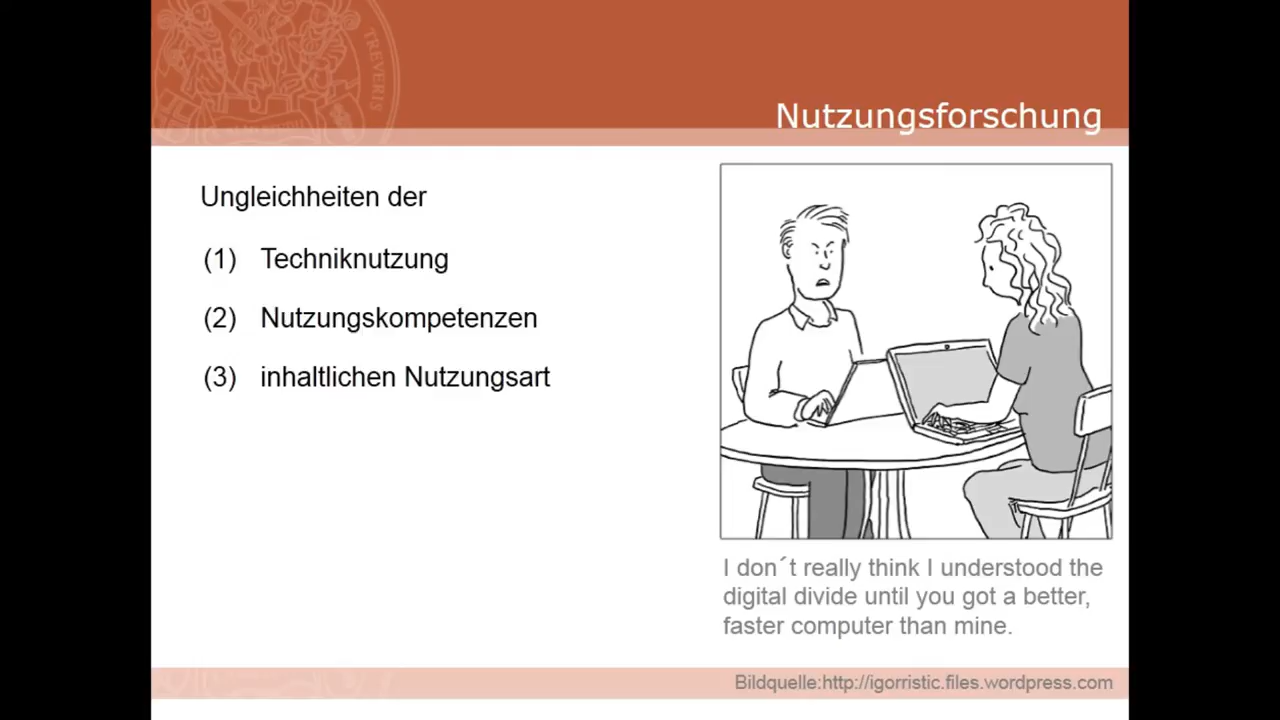 TREVERIS
Nutzungsforschung
Ungleichheiten der
(1) Techniknutzung
(2) Nutzungskompetenzen
(3) inhaltlichen Nutzungsart
I don´t really think I understood the
digital divide until you got a better,
faster computer than mine.
Bildquelle:http://igorristic.files.wordpress.com